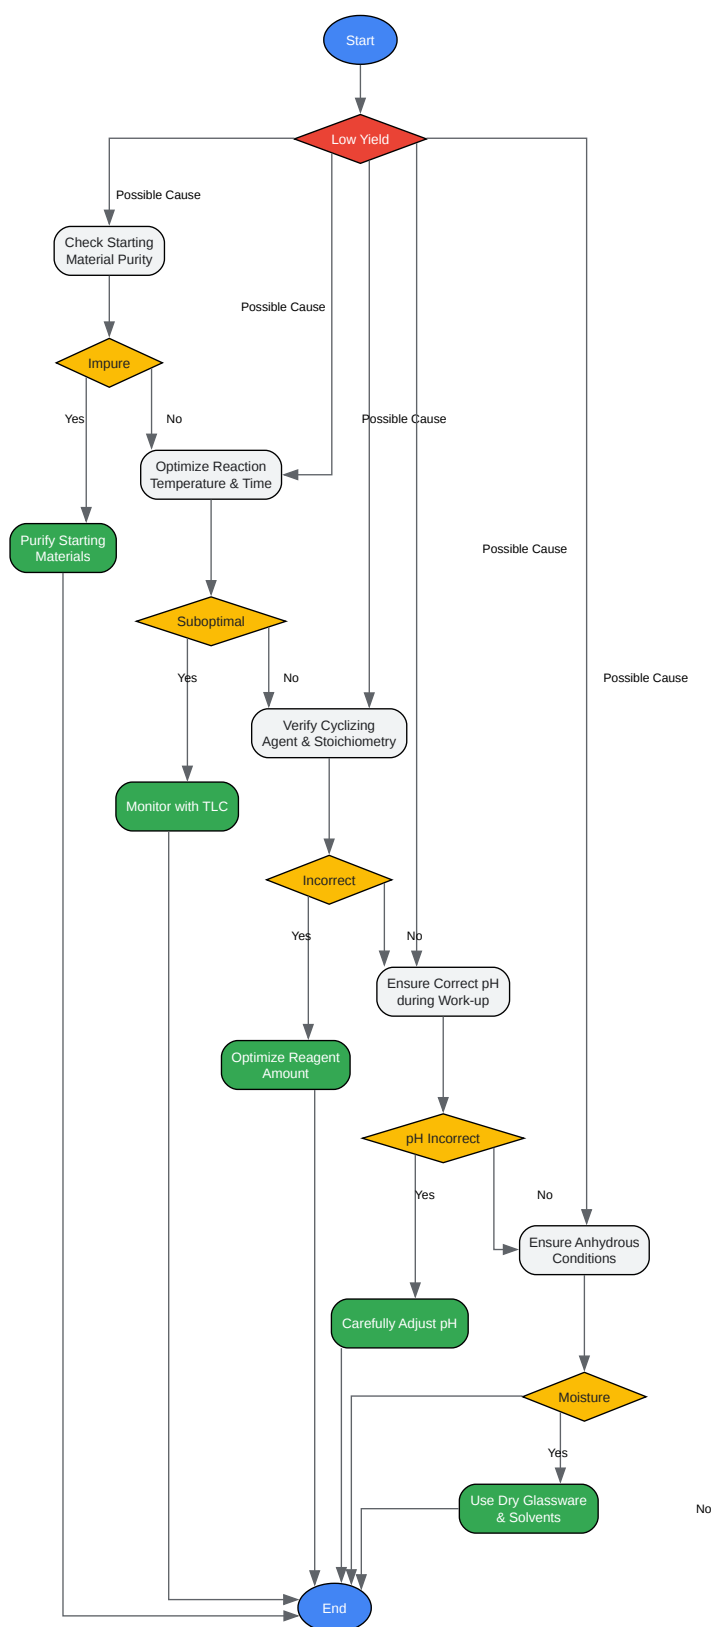 Start
Low Yield
Possible Cause
Check Starting
Material Purity
Possible Cause
Impure
Yes
No
Possible Cause
Optimize Reaction
Temperature & Time
Purify Starting
Materials
Possible Cause
Suboptimal
Yes
No
Possible Cause
Verify Cyclizing
Agent & Stoichiometry
Monitor with TLC
Incorrect
Yes
No
Ensure Correct pH
during Work-up
Optimize Reagent
Amount
pH Incorrect
Yes
No
Ensure Anhydrous
Conditions
Carefully Adjust pH
Moisture
Yes
Use Dry Glassware
& Solvents
No
End